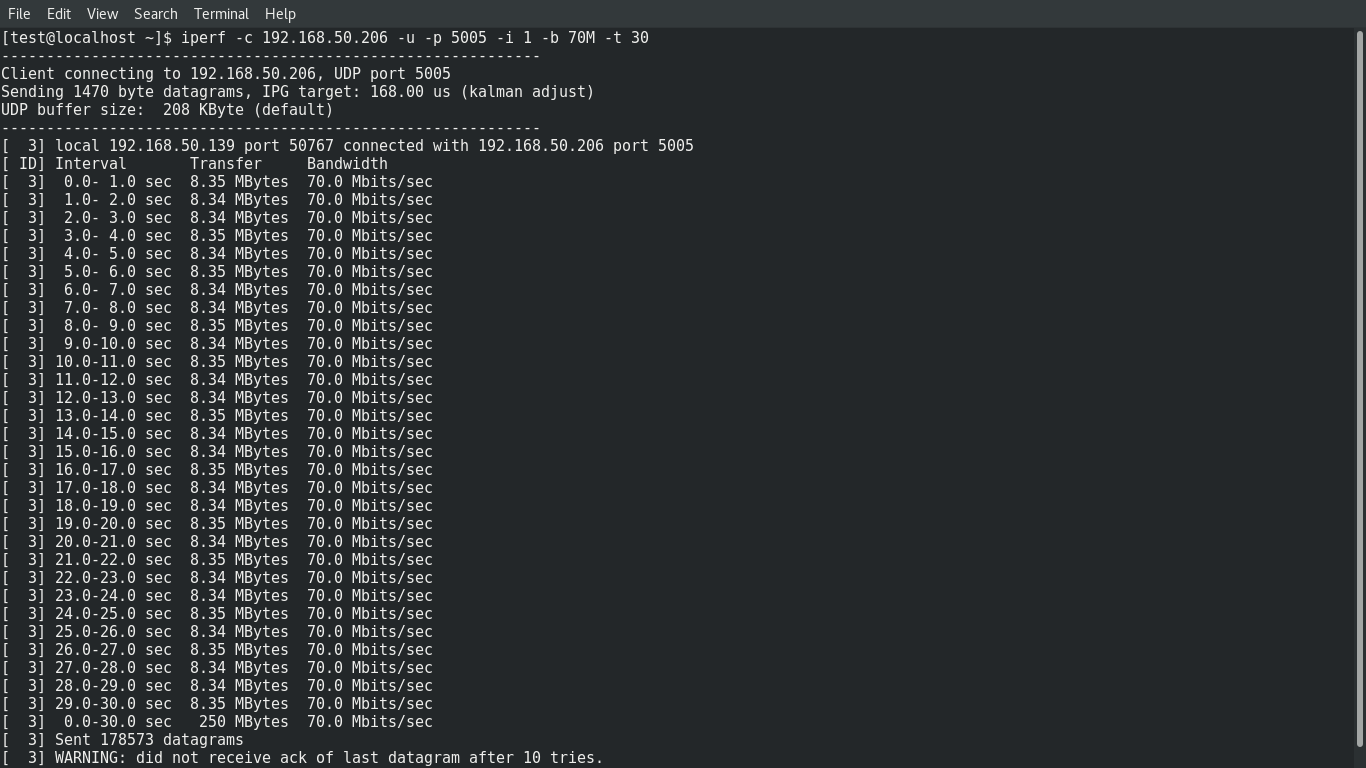 File Edit View Search Terminal Help
[test@localhost ~]$ iperf -c 192.168.50.206 -u -p 5005 -i 1 -b 70M -t 30
------------------------------------------------------------
Client connecting to 192.168.50.206, UDP port 5005
Sending 1470 byte datagrams, IPG target: 168.00 us (kalman adjust)
UDP buffer size:  208 KByte (default)
------------------------------------------------------------
[  3] local 192.168.50.139 port 50767 connected with 192.168.50.206 port 5005
[ ID] Interval       Transfer     Bandwidth
[  3]  0.0- 1.0 sec  8.35 MBytes  70.0 Mbits/sec
[  3]  1.0- 2.0 sec  8.34 MBytes  70.0 Mbits/sec
[  3]  2.0- 3.0 sec  8.34 MBytes  70.0 Mbits/sec
[  3]  3.0- 4.0 sec  8.35 MBytes  70.0 Mbits/sec
[  3]  4.0- 5.0 sec  8.34 MBytes  70.0 Mbits/sec
[  3]  5.0- 6.0 sec  8.35 MBytes  70.0 Mbits/sec
[  3]  6.0- 7.0 sec  8.34 MBytes  70.0 Mbits/sec
[  3]  7.0- 8.0 sec  8.34 MBytes  70.0 Mbits/sec
[  3]  8.0- 9.0 sec  8.35 MBytes  70.0 Mbits/sec
[  3]  9.0-10.0 sec  8.34 MBytes  70.0 Mbits/sec
[  3] 10.0-11.0 sec  8.35 MBytes  70.0 Mbits/sec
[  3] 11.0-12.0 sec  8.34 MBytes  70.0 Mbits/sec
[  3] 12.0-13.0 sec  8.34 MBytes  70.0 Mbits/sec
[  3] 13.0-14.0 sec  8.35 MBytes  70.0 Mbits/sec
[  3] 14.0-15.0 sec  8.34 MBytes  70.0 Mbits/sec
[  3] 15.0-16.0 sec  8.34 MBytes  70.0 Mbits/sec
[  3] 16.0-17.0 sec  8.35 MBytes  70.0 Mbits/sec
[  3] 17.0-18.0 sec  8.34 MBytes  70.0 Mbits/sec
[  3] 18.0-19.0 sec  8.34 MBytes  70.0 Mbits/sec
[  3] 19.0-20.0 sec  8.35 MBytes  70.0 Mbits/sec
[  3] 20.0-21.0 sec  8.34 MBytes  70.0 Mbits/sec
[  3] 21.0-22.0 sec  8.35 MBytes  70.0 Mbits/sec
[  3] 22.0-23.0 sec  8.34 MBytes  70.0 Mbits/sec
[  3] 23.0-24.0 sec  8.34 MBytes  70.0 Mbits/sec
[  3] 24.0-25.0 sec  8.35 MBytes  70.0 Mbits/sec
[  3] 25.0-26.0 sec  8.34 MBytes  70.0 Mbits/sec
[  3] 26.0-27.0 sec  8.35 MBytes  70.0 Mbits/sec
[  3] 27.0-28.0 sec  8.34 MBytes  70.0 Mbits/sec
[  3] 28.0-29.0 sec  8.34 MBytes  70.0 Mbits/sec
[  3] 29.0-30.0 sec  8.35 MBytes  70.0 Mbits/sec
[  3]  0.0-30.0 sec   250 MBytes  70.0 Mbits/sec
[  3] Sent 178573 datagrams
[  3] WARNING: did not receive ack of last datagram after 10 tries.